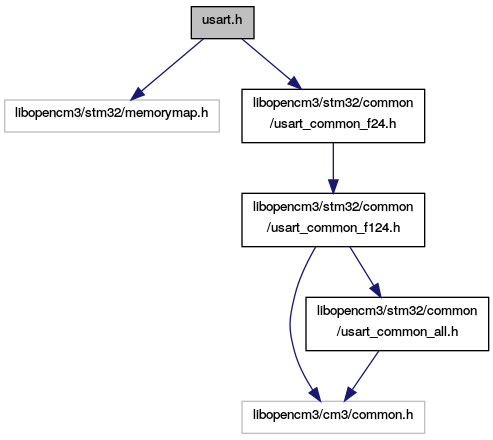 usart.h
libopencm3/stm32/memorymap.h
libopencm3/stm32/common
/usart_common_f24.h
libopencm3/stm32/common
/usart_common_f124.h
libopencm3/stm32/common
/usart_common_all.h
libopencm3/cm3/common.h